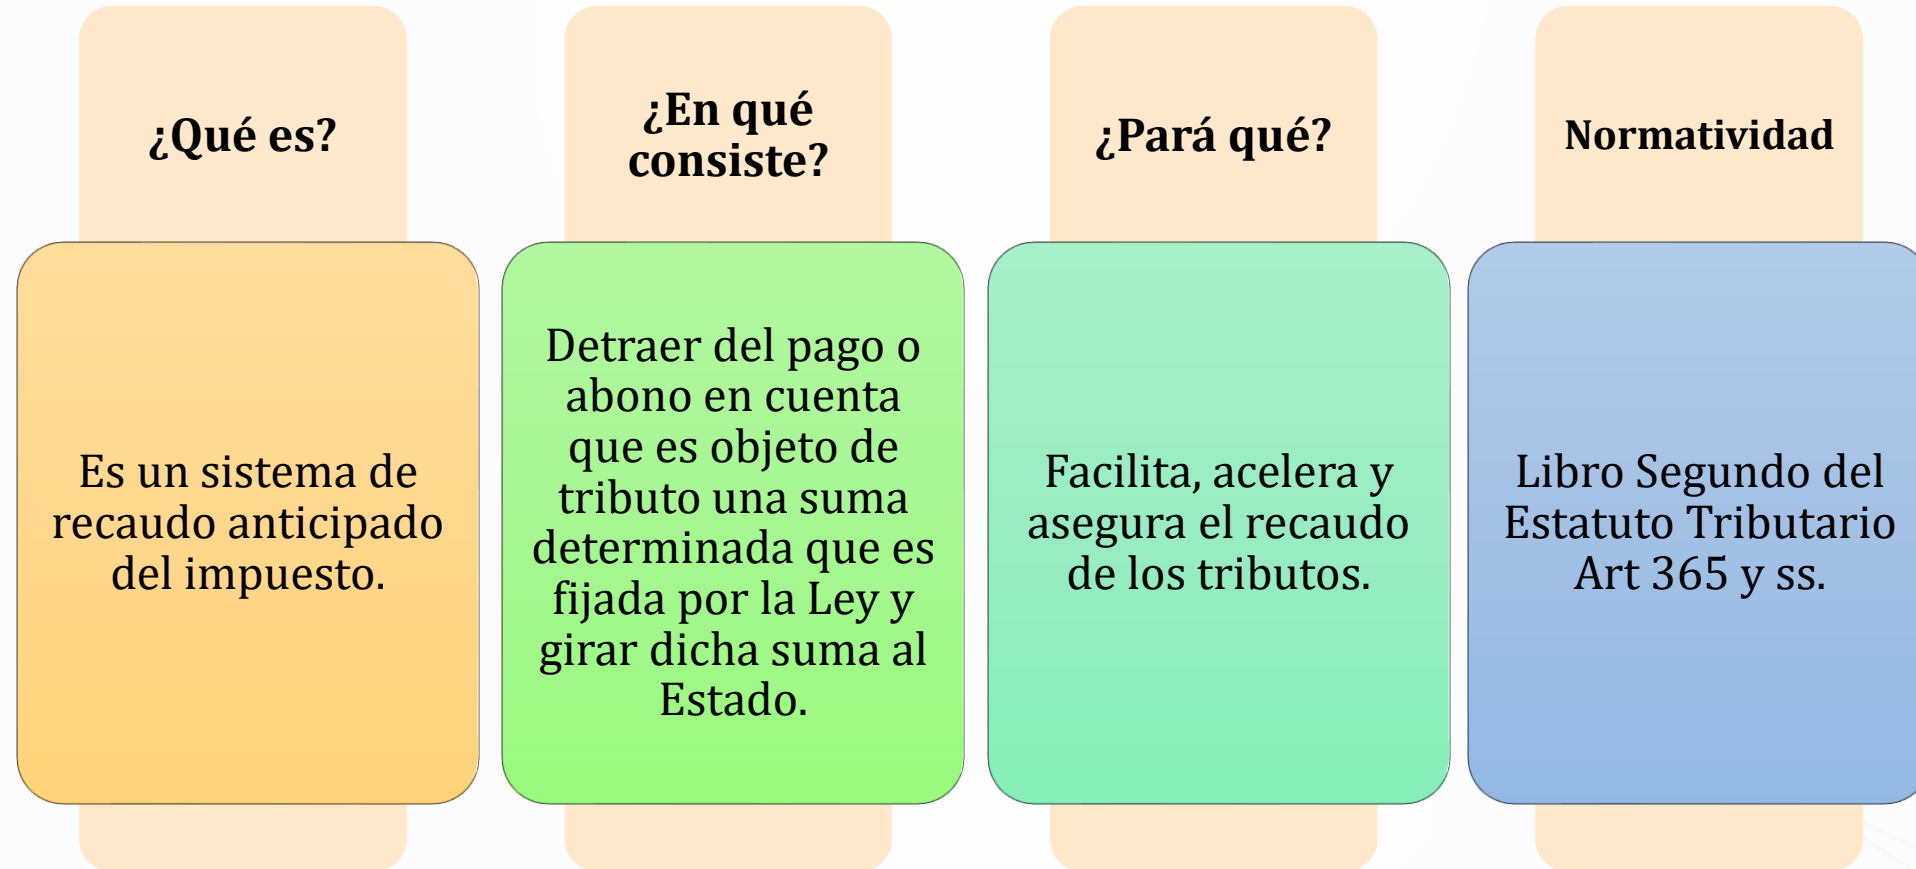 ¿Qué es?
Es un sistema de
recaudo anticipado
del impuesto.
¿En qué
consiste?
Detraer del pago o
abono en cuenta
que es objeto de
tributo una suma
determinada que es
fijada por la Ley y
girar dicha suma al
Estado.
¿Pará qué?
Facilita, acelera y
asegura el recaudo
de los tributos.
Normatividad
Libro Segundo del
Estatuto Tributario
Art 365 y ss.